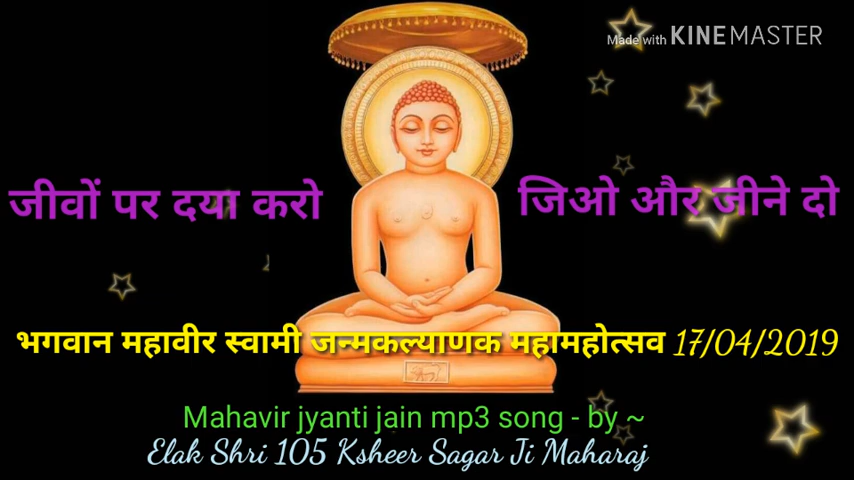 Made with KINEMASTER
जीवों पर दया करो
जिओ और जीने दो
भगवान महावीर स्वामी जन्मकल्याणक महामहोत्सव 17/04/2019
Mahavir jyanti jain mp3 song - by ~
Elak Shri 105 Ksheer Sagar Ji Maharaj